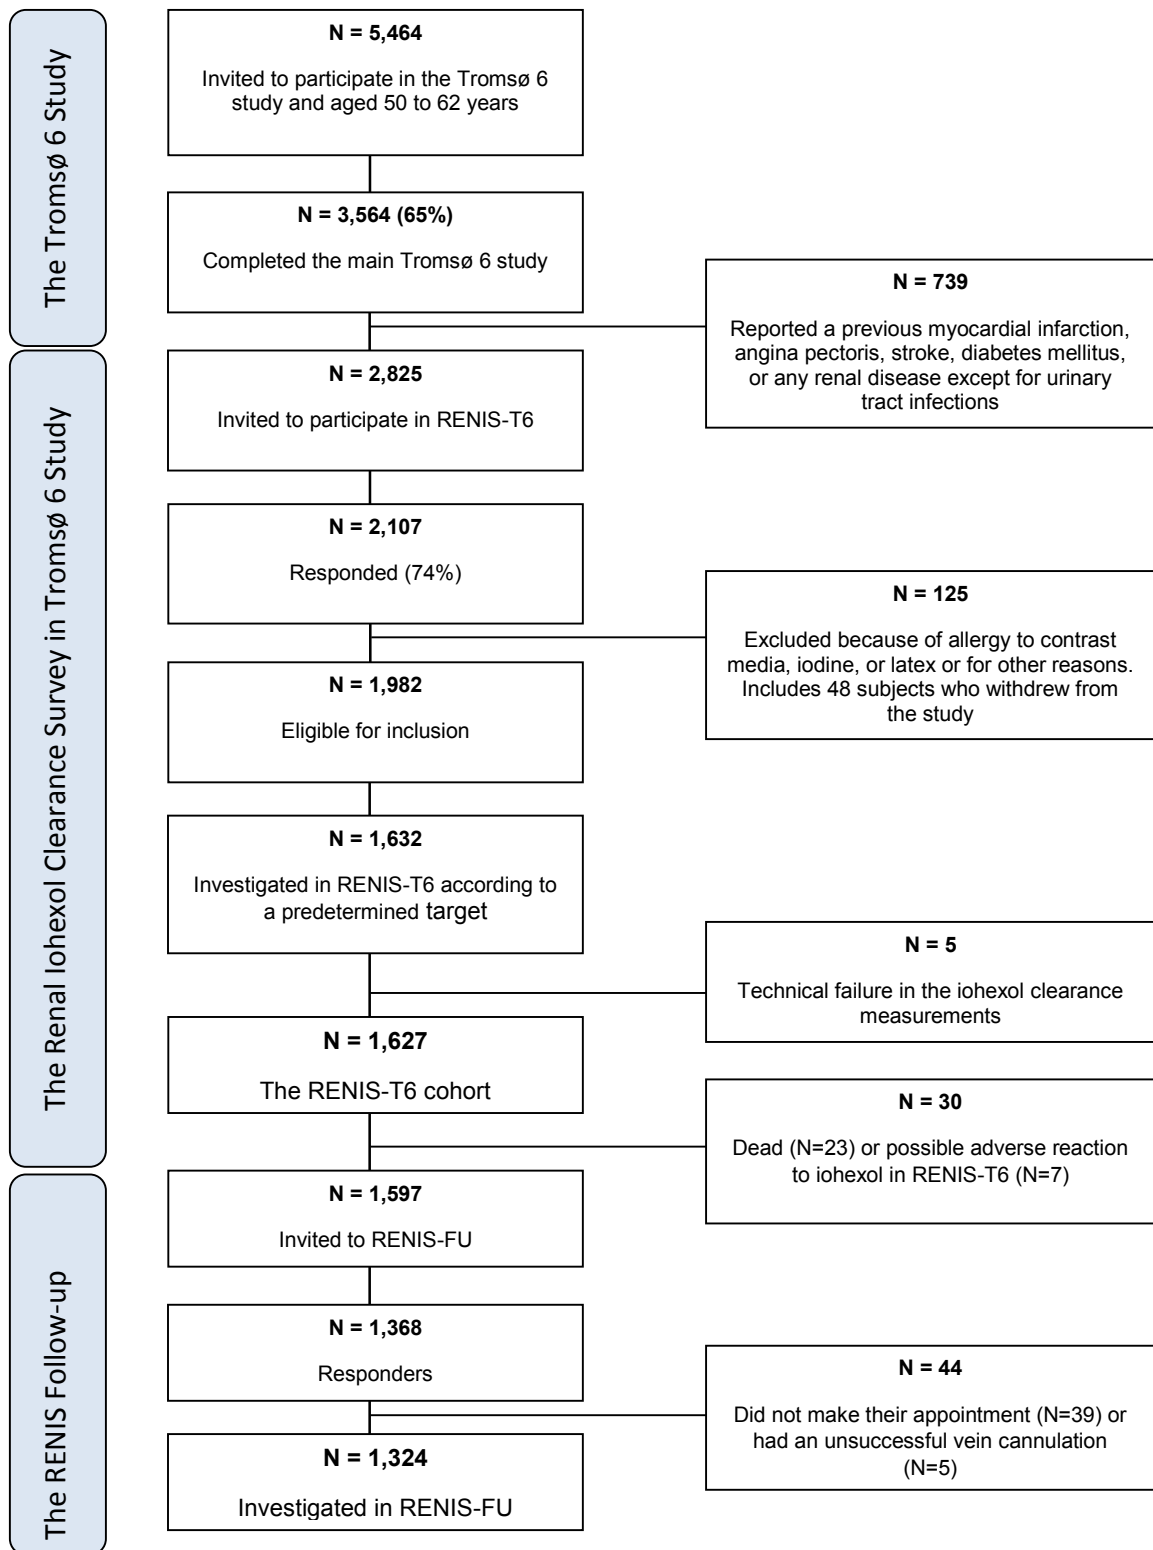 The Tromsø 6 Study
N = 5,464
Invited to participate in the Tromsø 6
study and aged 50 to 62 years
N = 3,564 (65%)
Completed the main Tromsø 6 study
N = 739
Reported a previous myocardial infarction,
angina pectoris, stroke, diabetes mellitus,
or any renal disease except for urinary
tract infections
The Renal Iohexol Clearance Survey in Tromsø 6 Study
N = 2,825
Invited to participate in RENIS-T6
N = 2,107
Responded (74%)
N = 125
Excluded because of allergy to contrast
media, iodine, or latex or for other reasons.
Includes 48 subjects who withdrew from
the study
N = 1,982
Eligible for inclusion
N = 1,632
Investigated in RENIS-T6 according to
a predetermined target
N = 5
Technical failure in the iohexol clearance
measurements
N = 1,627
The RENIS-T6 cohort
N = 30
Dead (N=23) or possible adverse reaction
to iohexol in RENIS-T6 (N=7)
The RENIS Follow-up
N = 1,597
Invited to RENIS-FU
N = 1,368
Responders
N = 44
Did not make their appointment (N=39) or
had an unsuccessful vein cannulation
(N=5)
N = 1,324
Investigated in RENIS-FU